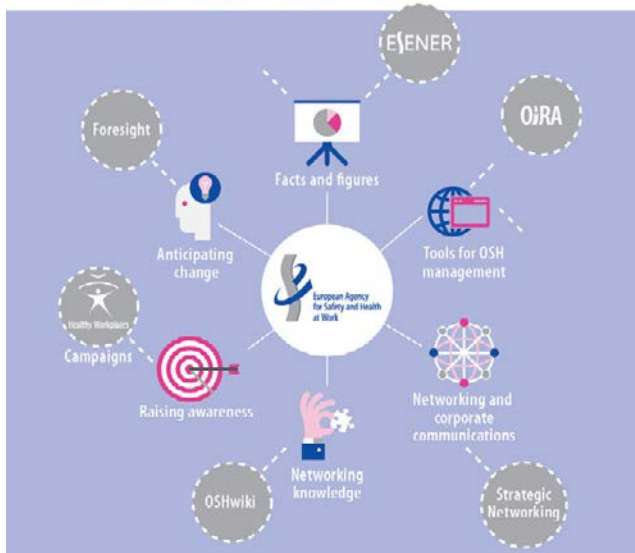 ESENER
OiRA
Foresight
Facts and figures
Tools for OSH
management
Anticipating
change
European Agency
for Safety and Health
at Work
Healthy Workplaces
Campaigns
Raising awareness
Networking and
corporate
communications
Networking
knowledge
OSHwiki
Strategic
Networking